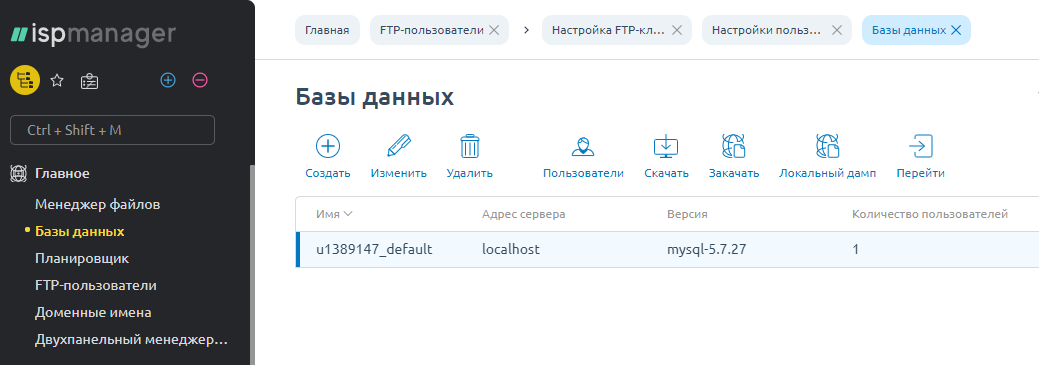 ispmanager
Главная
FTP-пользователи
Настройка FTP-кл...
Настройки польз...
Базы данных
Ctrl + Shift + M
Главное
Менеджер файлов
Базы данных
Планировщик
FTP-пользователи
Доменные имена
Двухпанельный менеджер...
Базы данных
Создать
Изменить
Удалить
Пользователи
Скачать
Закачать
Локальный дамп
Перейти
Имя Адрес сервера Версия Количество пользователей
u1389147_default localhost mysql-5.7.27 1